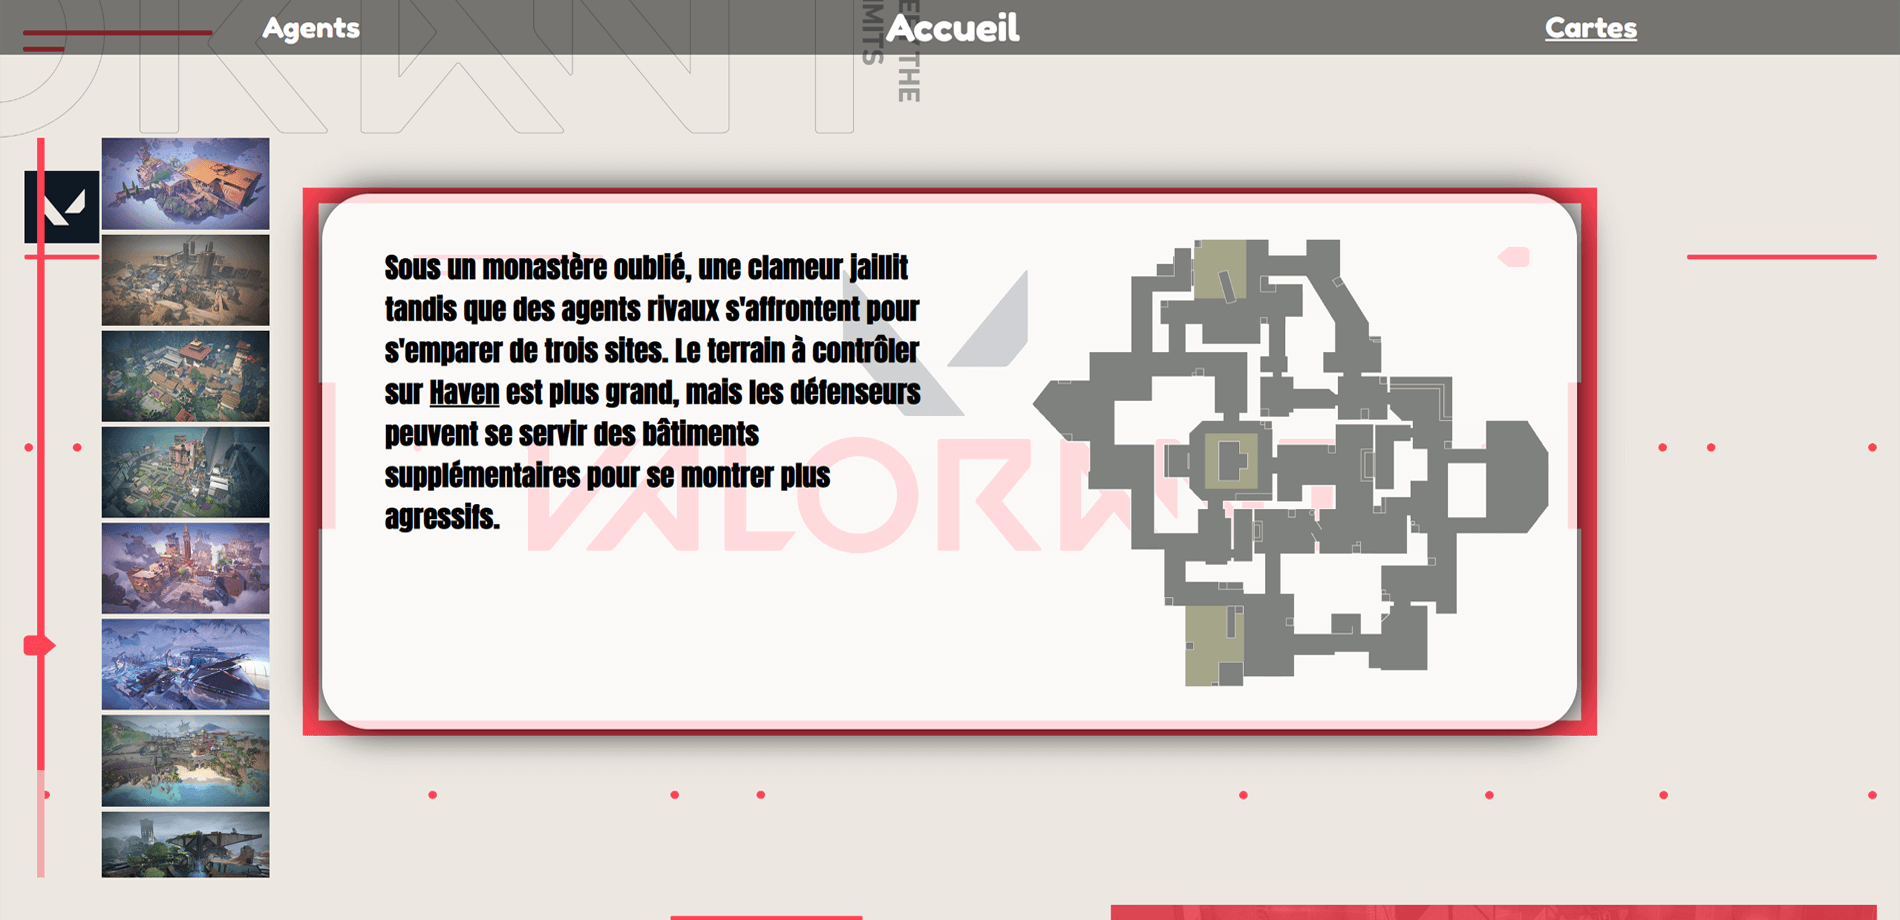 Agents
Accueil
Cartes
THE
MITS
Sous un monastère oublié, une clameur jaillit
tandis que des agents rivaux s'affrontent pour
s'emparer de trois sites. Le terrain à contrôler
sur Haven est plus grand, mais les défenseurs
peuvent se servir des bâtiments
supplémentaires pour se montrer plus
agressifs.
VALOR